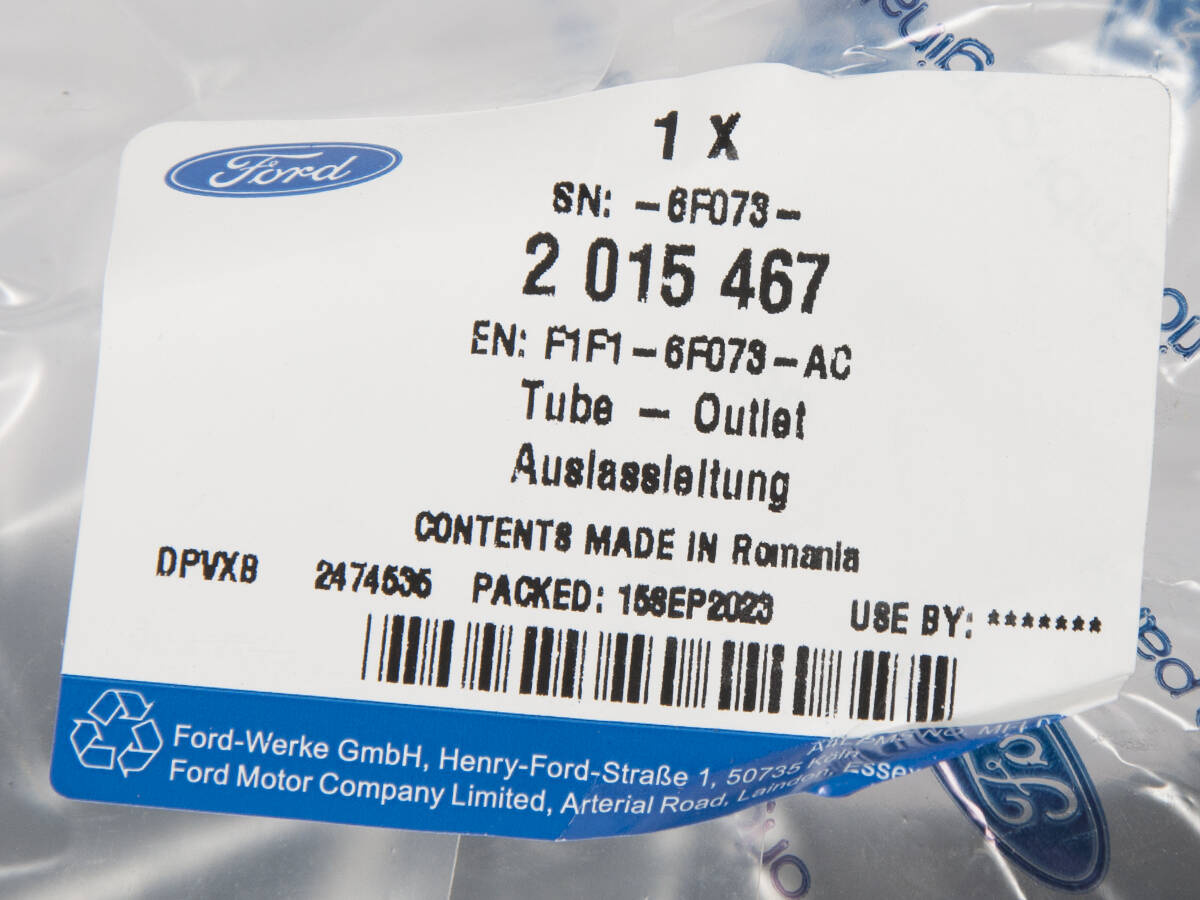 Ford
1 X
SN: -6F073-
2 015 467
EN: F1F1-6F073-AC
Tube - Outlet
Auslassleitung
CONTENTS MADE IN Romania
DPVXB 2474535 PACKED: 15SEP2023 USE BY: *******
Ford-Werke GmbH, Henry-Ford-Straße 1, 50735 Köln
Ford Motor Company Limited, Arterial Road, Laindon, Essex